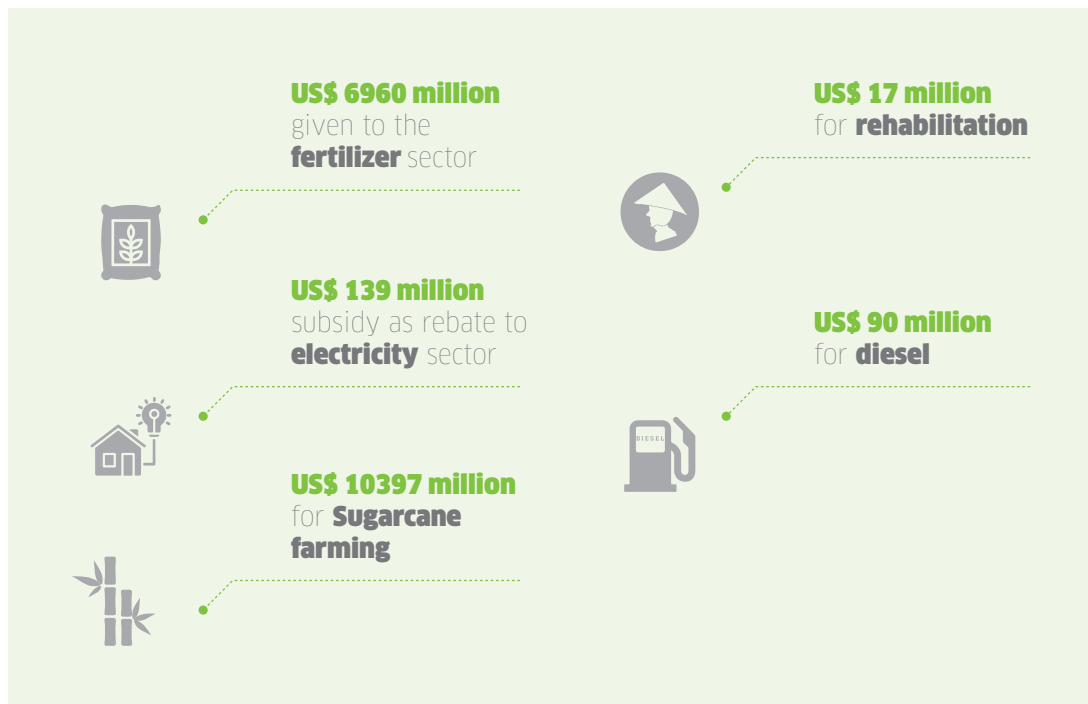 US$ 6960 million
given to the
fertilizer sector
US$ 139 million
subsidy as rebate to
electricity sector
US$ 10397 million
for Sugarcane
farming
US$ 17 million
for rehabilitation
US$ 90 million
for diesel
DIESEL